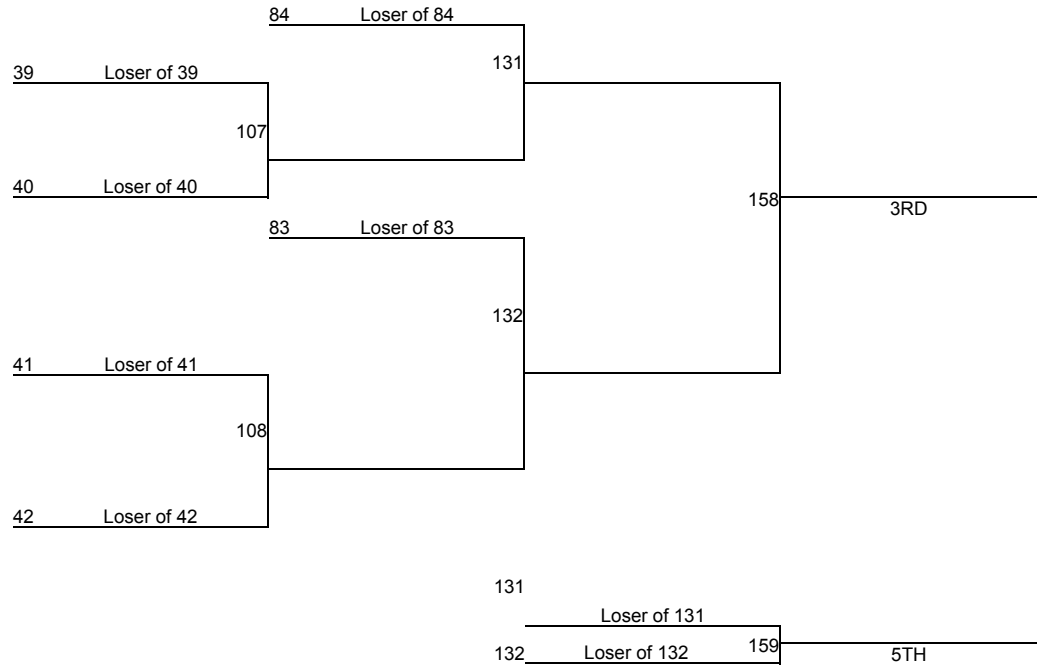 84 Loser of 84
131
39 Loser of 39
107
40 Loser of 40
158
3RD
83 Loser of 83
132
41 Loser of 41
108
42 Loser of 42
131
Loser of 131
132 Loser of 132
159
5TH